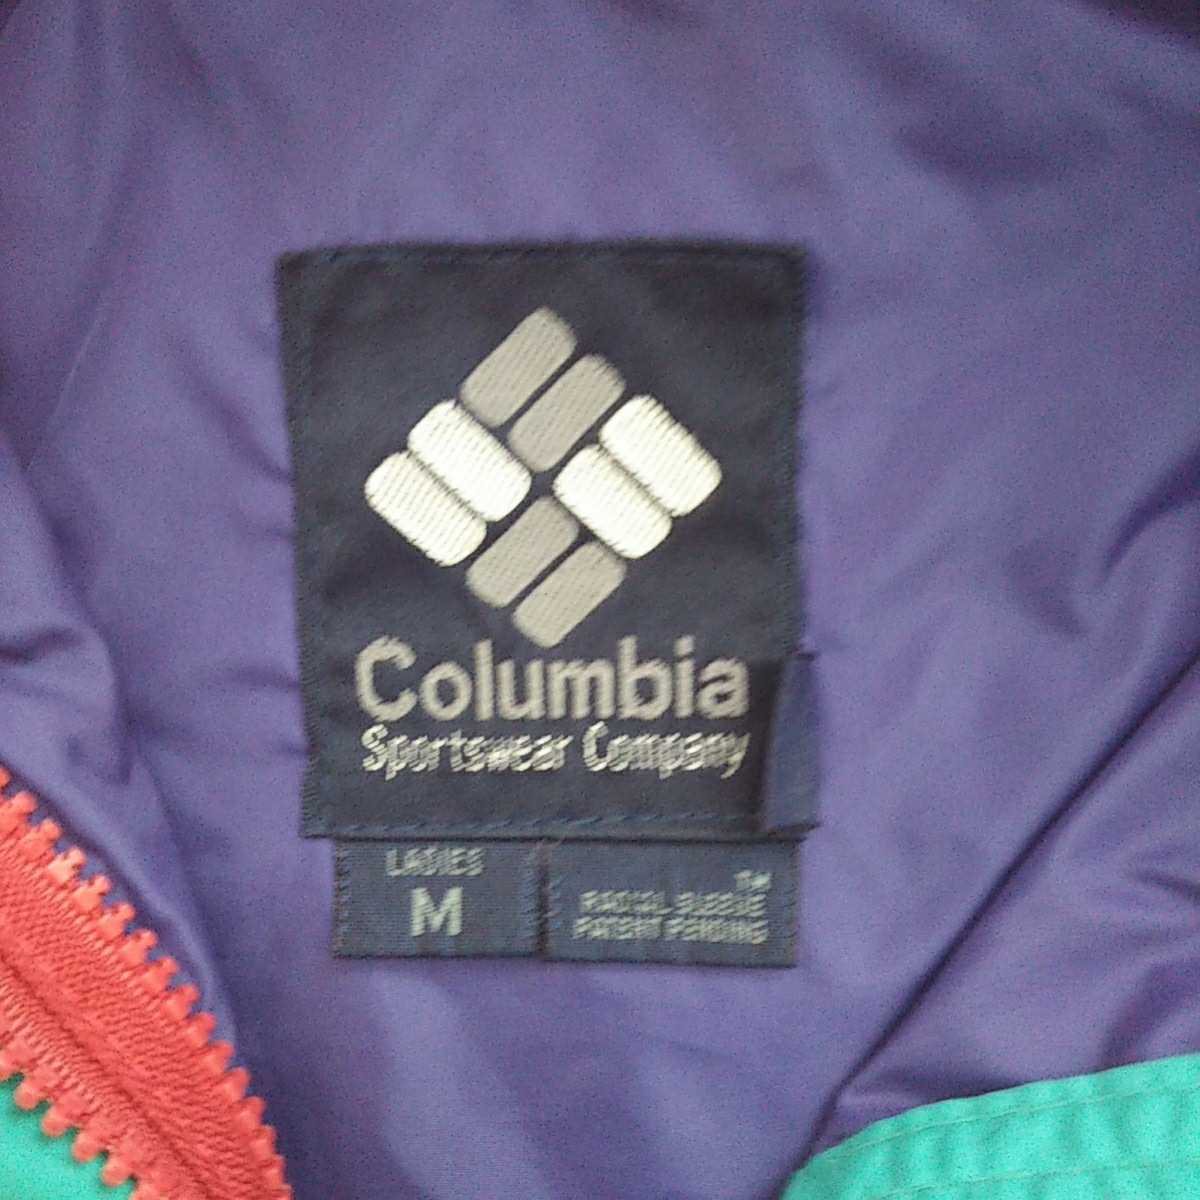 Columbia
Sportswear Company
LADIES
M
TM
RADIAL SLEEVE
PATENT PENDING